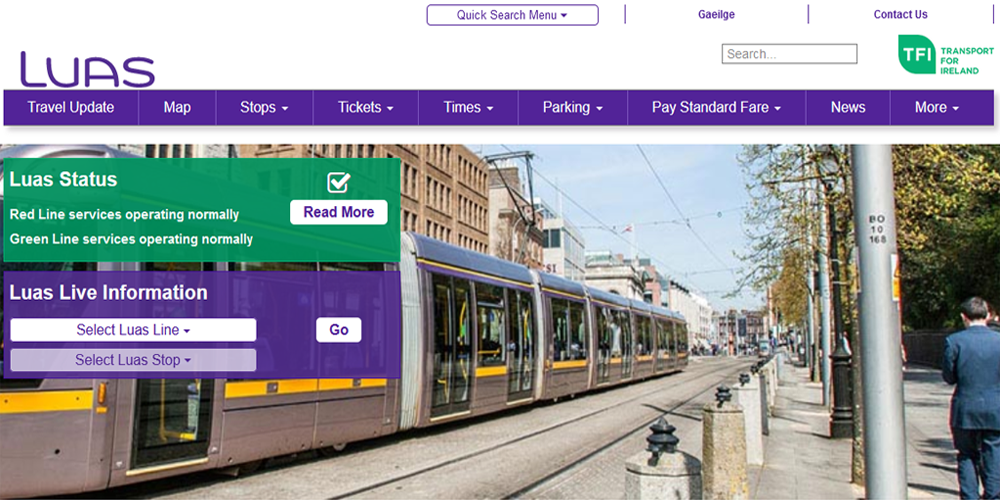 Quick Search Menu
Gaeilge
Contact Us
Search...
TFI
TRANSPORT
FOR
IRELAND
LUAS
Travel Update
Map
Stops
Tickets
Times
Parking
Pay Standard Fare
News
More
Luas Status
Read More
Red Line services operating normally
Green Line services operating normally
Luas Live Information
Select Luas Line
Go
Select Luas Stop
BO
10
168